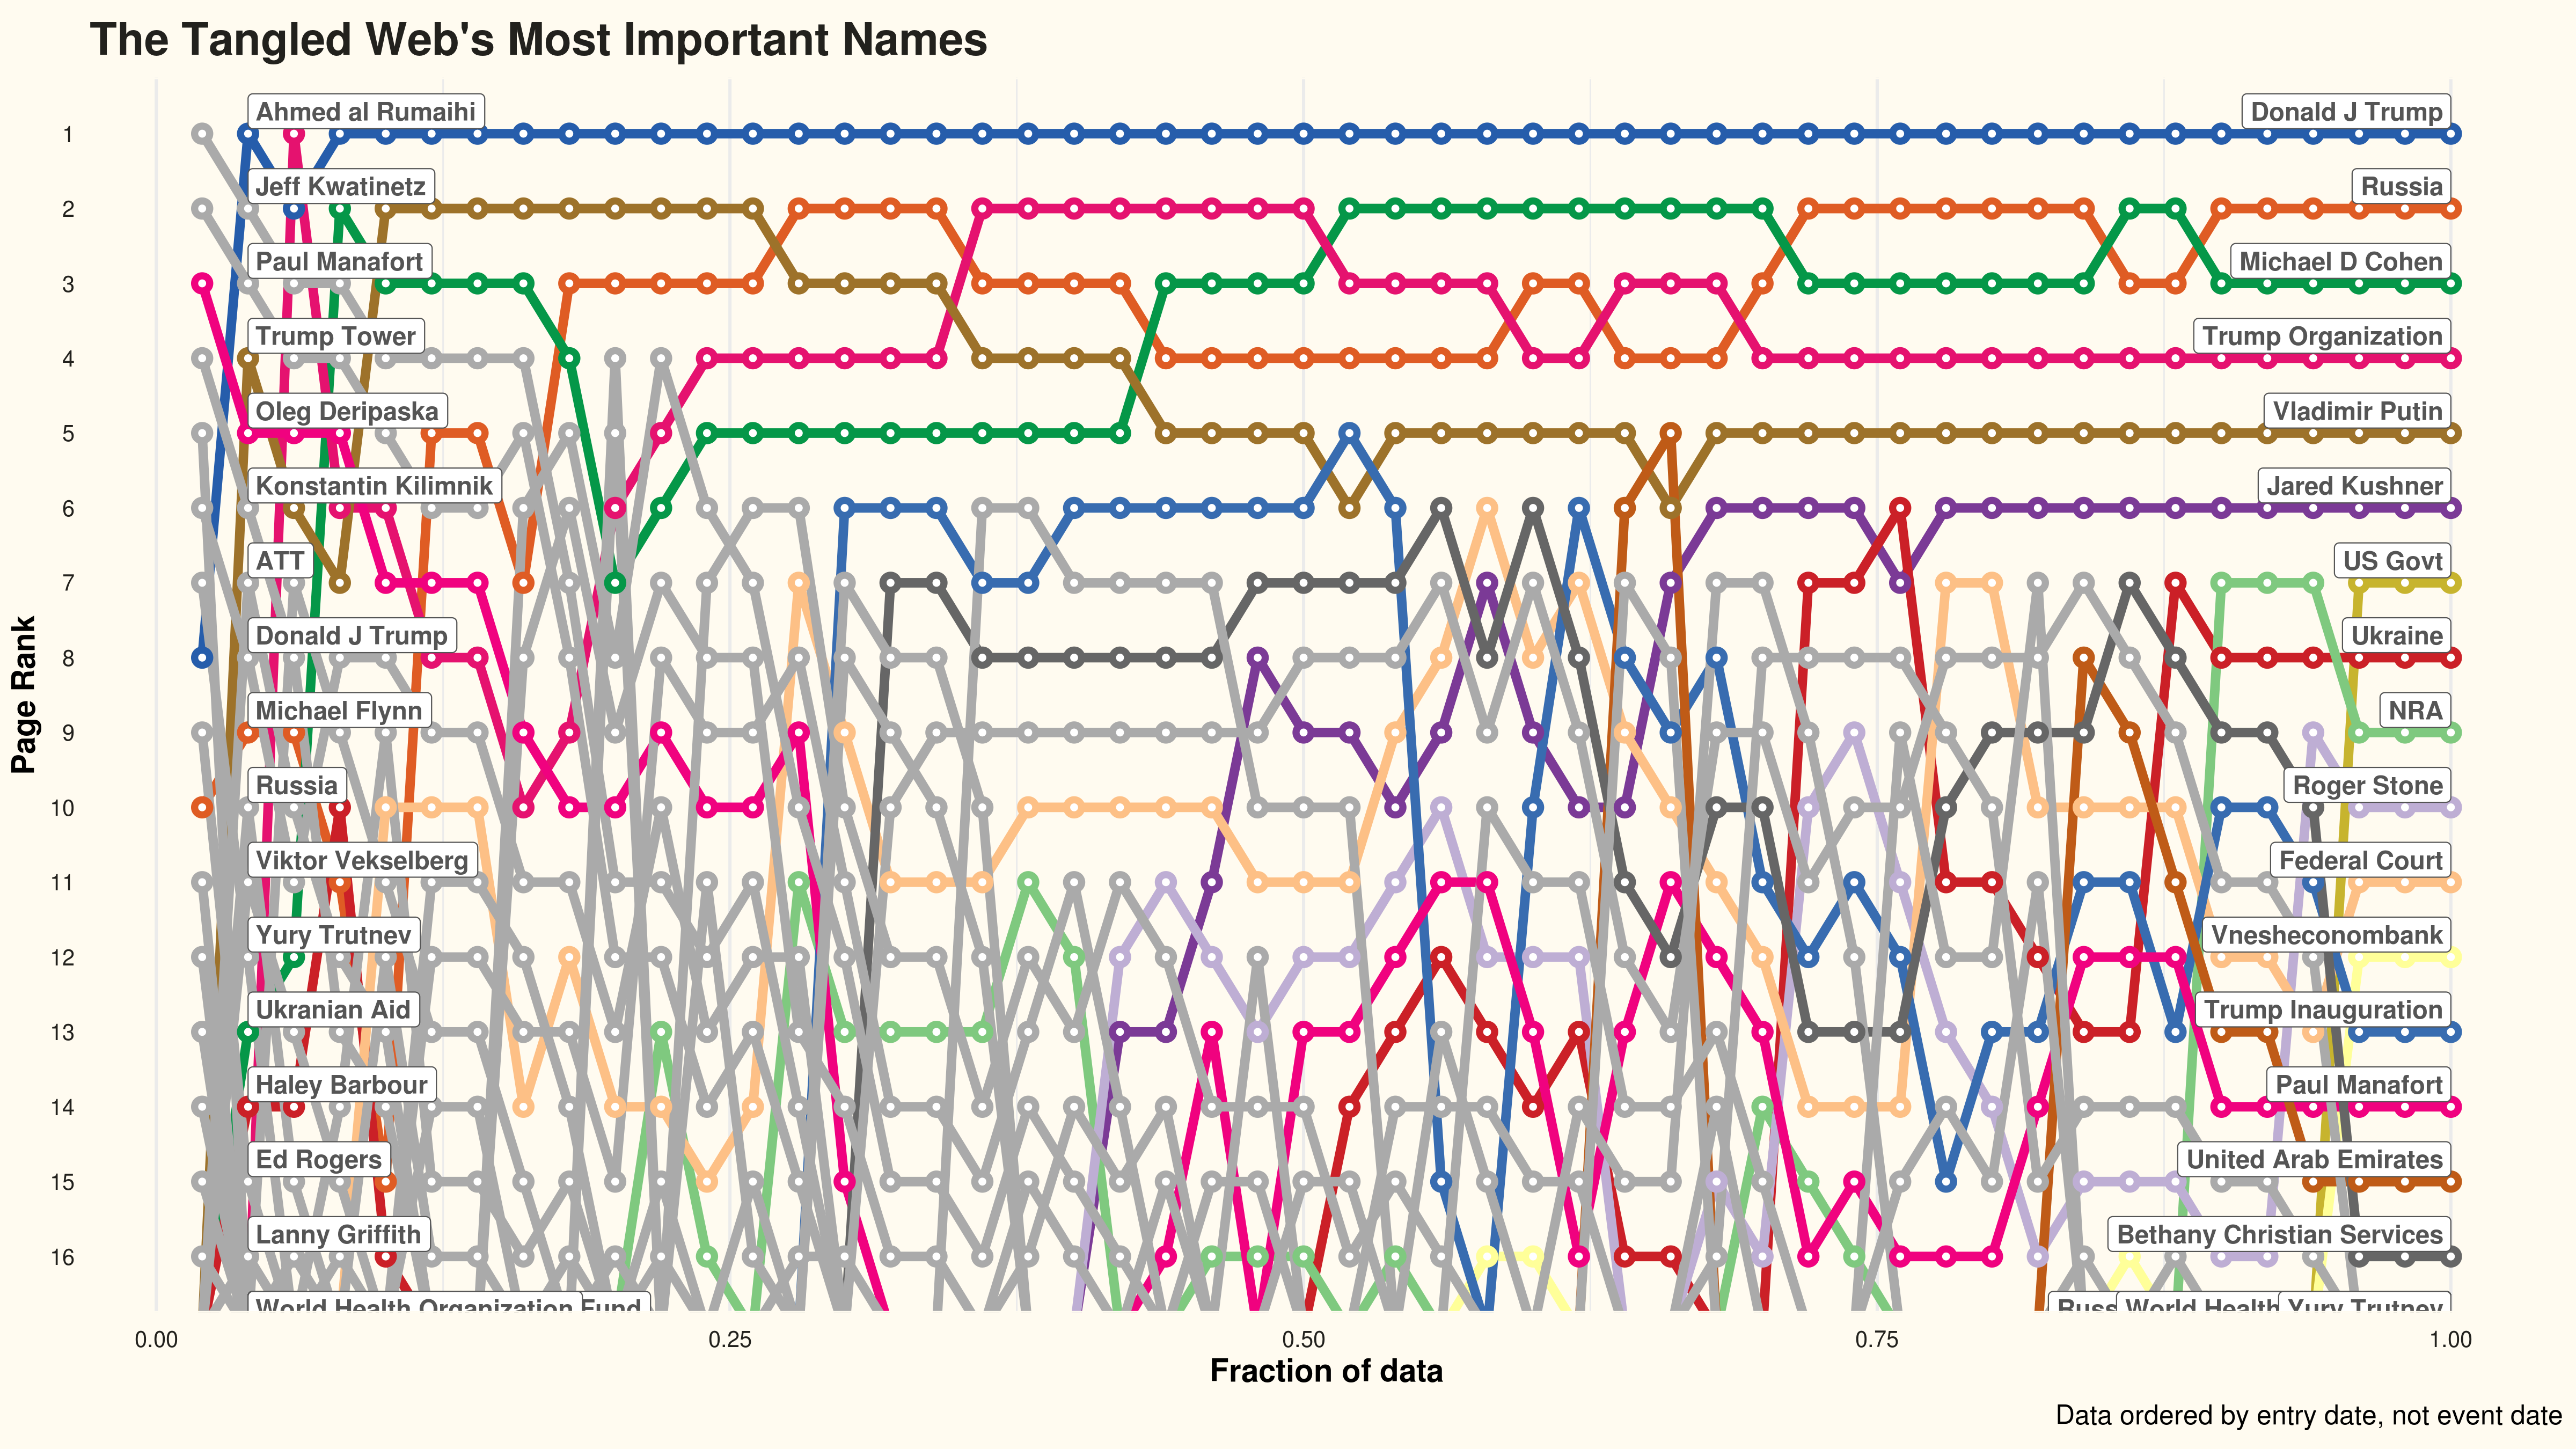 The Tangled Web's Most Important Names
Page Rank
1
2
3
4
5
6
7
8
9
10
11
12
13
14
15
16
Ahmed al Rumaihi
Jeff Kwatinetz
Paul Manafort
Trump Tower
Oleg Deripaska
Konstantin Kilimnik
ATT
Donald J Trump
Michael Flynn
Russia
Viktor Vekselberg
Yury Trutnev
Ukranian Aid
Haley Barbour
Ed Rogers
Lanny Griffith
World Health Organization Fund
Donald J Trump
Russia
Michael D Cohen
Trump Organization
Vladimir Putin
Jared Kushner
US Govt
Ukraine
NRA
Roger Stone
Federal Court
Vnesheconombank
Trump Inauguration
Paul Manafort
United Arab Emirates
Bethany Christian Services
Russ World Health Yury Trutnev
0.00 0.25 0.50 0.75 1.00
Fraction of data
Data ordered by entry date, not event date